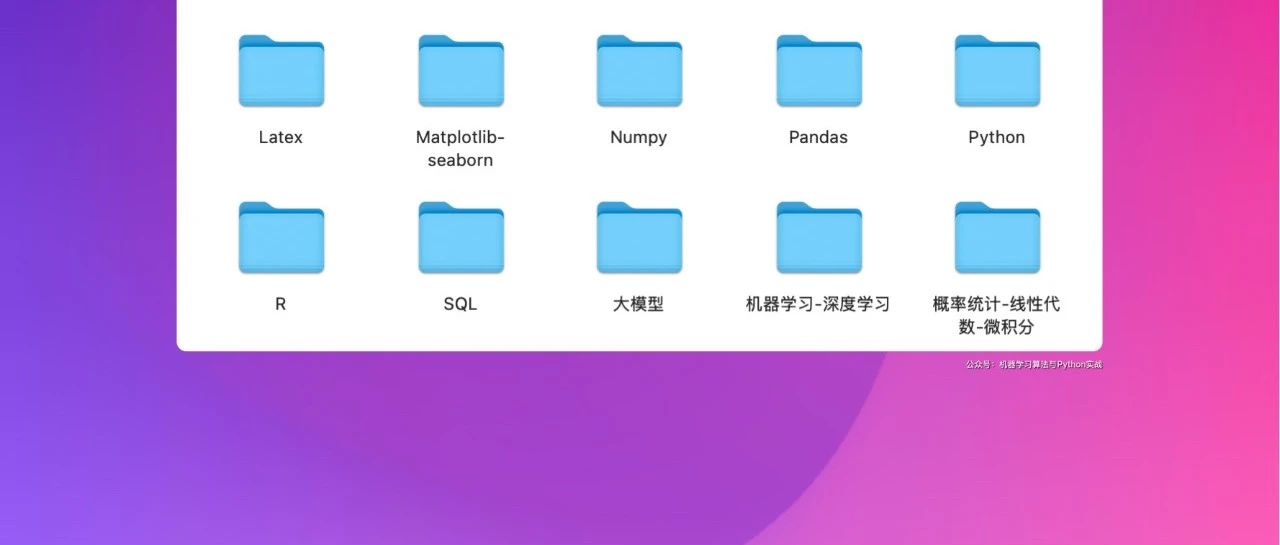 Latex
Matplotlib-
seaborn
Numpy
Pandas
Python
R
SQL
大模型
机器学习-深度学习
概率统计-线性代
数-微积分
公众号：机器学习算法与Python实战